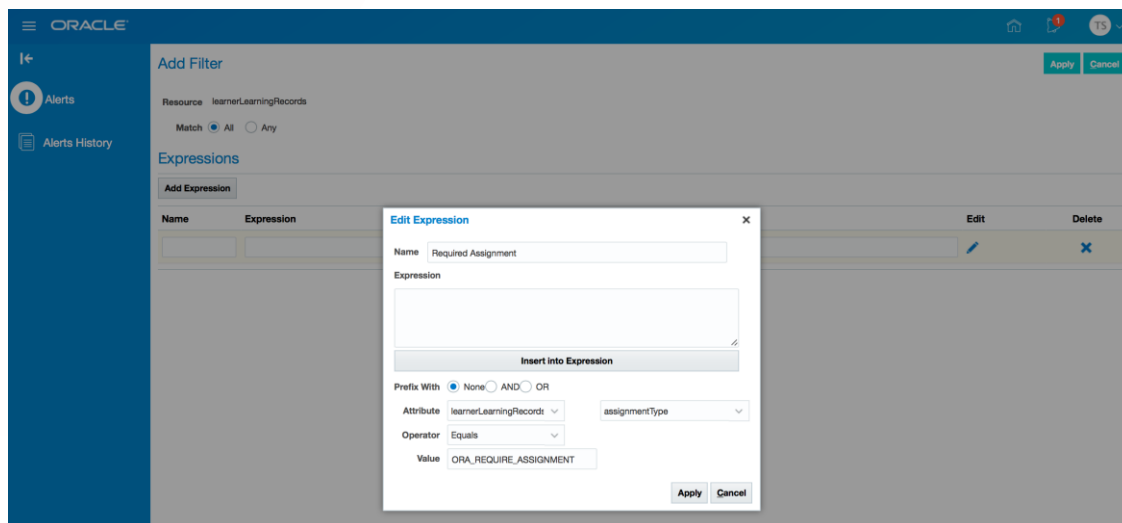 ORACLE
1
TS
Alerts
Alerts History
Add Filter
Apply Cancel
Resource learnerLearningRecords
Match All Any
Expressions
Add Expression
Name Expression Edit Delete
Edit Expression
Name Required Assignment
Expression
Insert into Expression
Prefix With None AND OR
Attribute learnerLearningRecords assignmentType
Operator Equals
Value ORA_REQUIRE_ASSIGNMENT
Apply Cancel